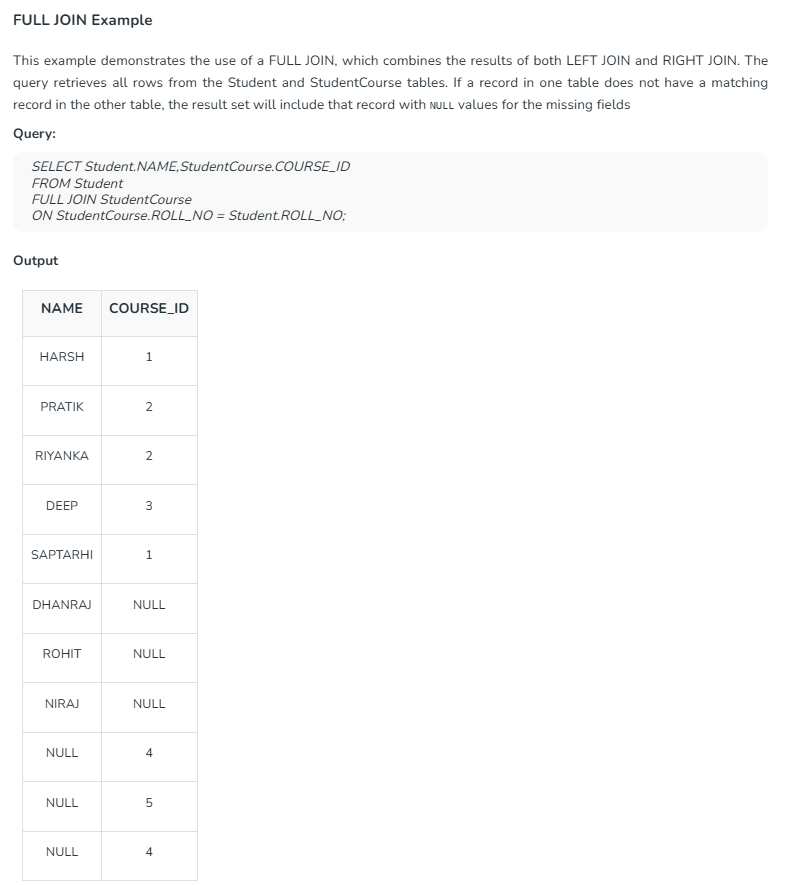 FULL JOIN Example
This example demonstrates the use of a FULL JOIN, which combines the results of both LEFT JOIN and RIGHT JOIN. The
query retrieves all rows from the Student and StudentCourse tables. If a record in one table does not have a matching
record in the other table, the result set will include that record with NULL values for the missing fields
Query:
SELECT Student.NAME,StudentCourse.COURSE_ID
FROM Student
FULL JOIN StudentCourse
ON StudentCourse.ROLL_NO = Student.ROLL_NO;
Output
NAME COURSE_ID
HARSH 1
PRATIK 2
RIYANKA 2
DEEP 3
SAPTARHI 1
DHANRAJ NULL
ROHIT NULL
NIRAJ NULL
NULL 4
NULL 5
NULL 4